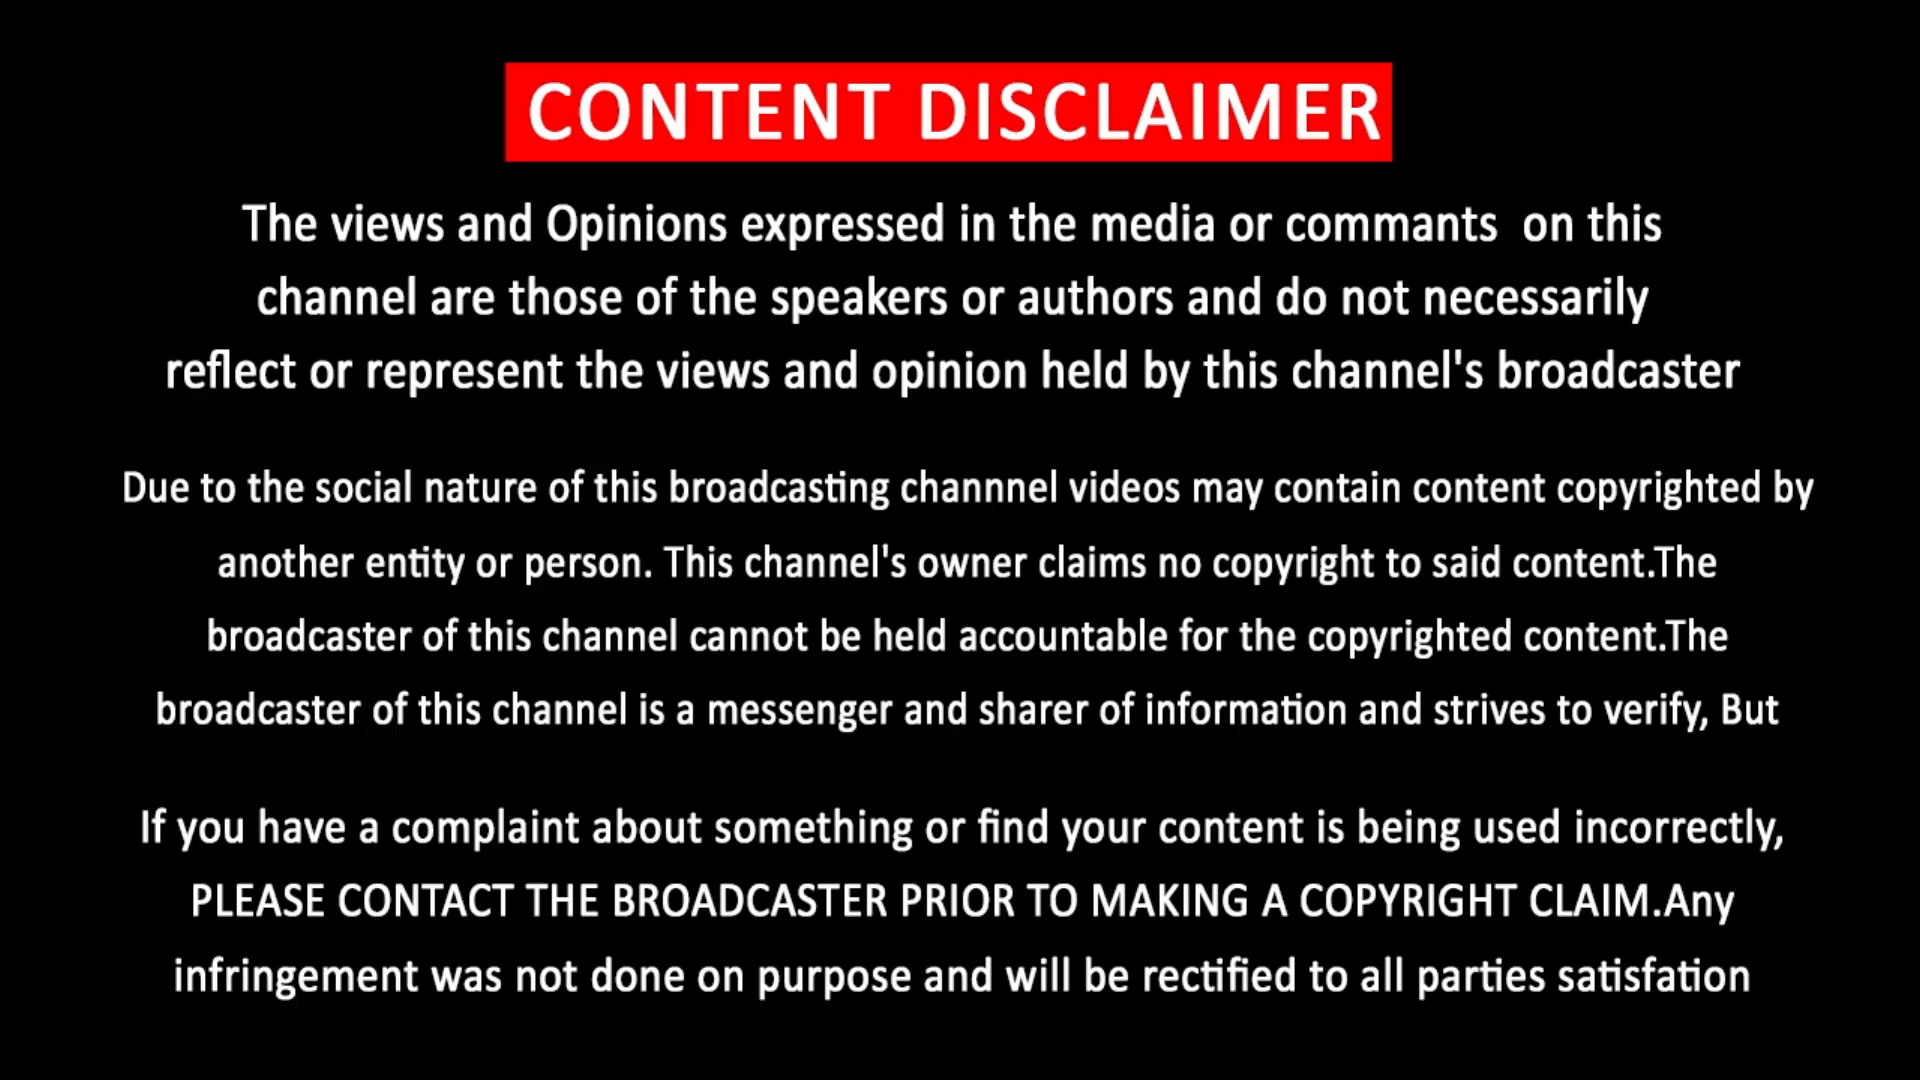 CONTENT DISCLAIMER
The views and Opinions expressed in the media or commants on this
channel are those of the speakers or authors and do not necessarily
reflect or represent the views and opinion held by this channel's broadcaster
Due to the social nature of this broadcasting channnel videos may contain content copyrighted by
another entity or person. This channel's owner claims no copyright to said content.The
broadcaster of this channel cannot be held accountable for the copyrighted content.The
broadcaster of this channel is a messenger and sharer of information and strives to verify, But
If you have a complaint about something or find your content is being used incorrectly,
PLEASE CONTACT THE BROADCASTER PRIOR TO MAKING A COPYRIGHT CLAIM.Any
infringement was not done on purpose and will be rectified to all parties satisfation